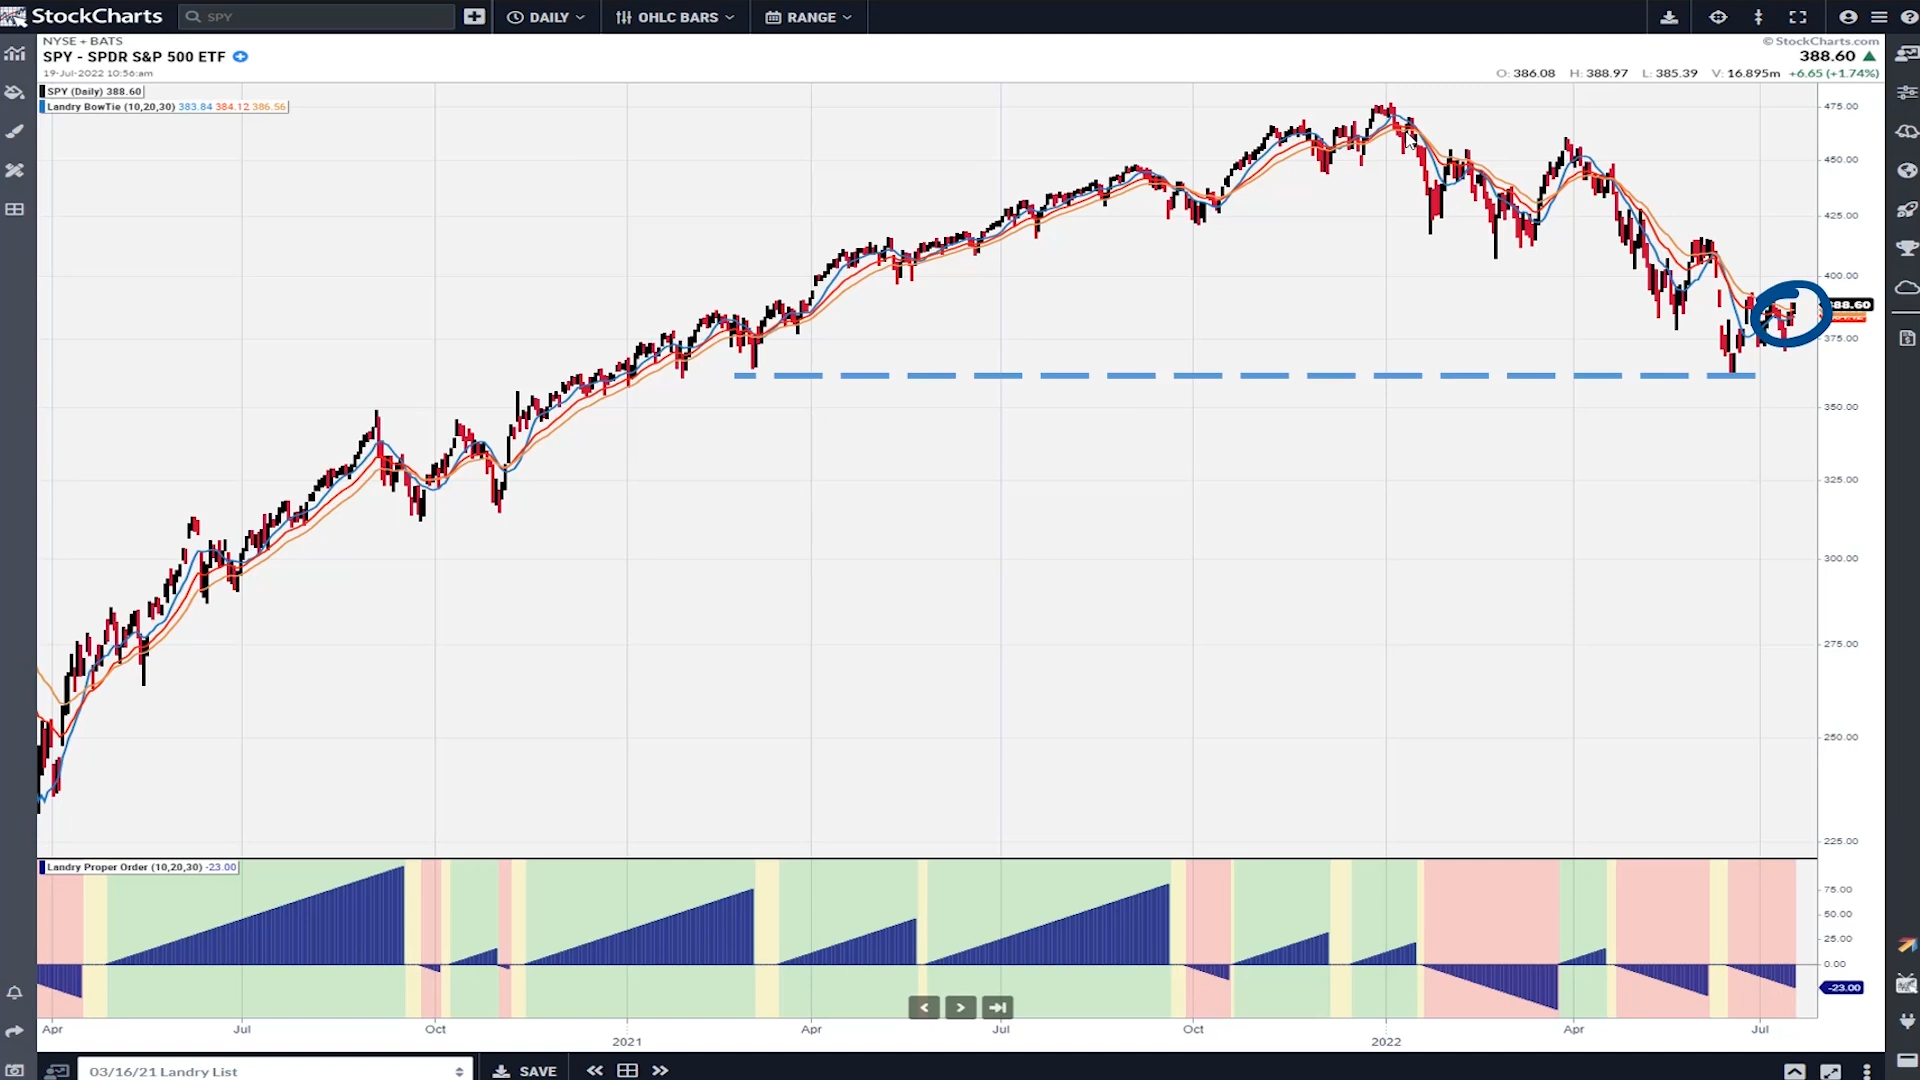 StockCharts
SPY
DAILY
OHLC BARS
RANGE
NYSE + BATS
© StockCharts.com
SPY - SPDR S&P 500 ETF
388.60
19-Jul-2022 10:56:am
O: 386.08 H: 388.97 L: 385.39 V: 16.895m +6.65 (+1.74%)
SPY (Daily) 388.60
Landry BowTie (10,20,30) 383.84 384.12 386.56
475.00
450.00
425.00
400.00
88.60
375.00
350.00
325.00
300.00
275.00
250.00
225.00
Landry Proper Order (10,20,30) -23.00
75.00
50.00
25.00
0.00
-23.00
Apr Jul Oct Apr Jul Oct Apr Jul
2021 2022
03/16/21 Landry List
SAVE